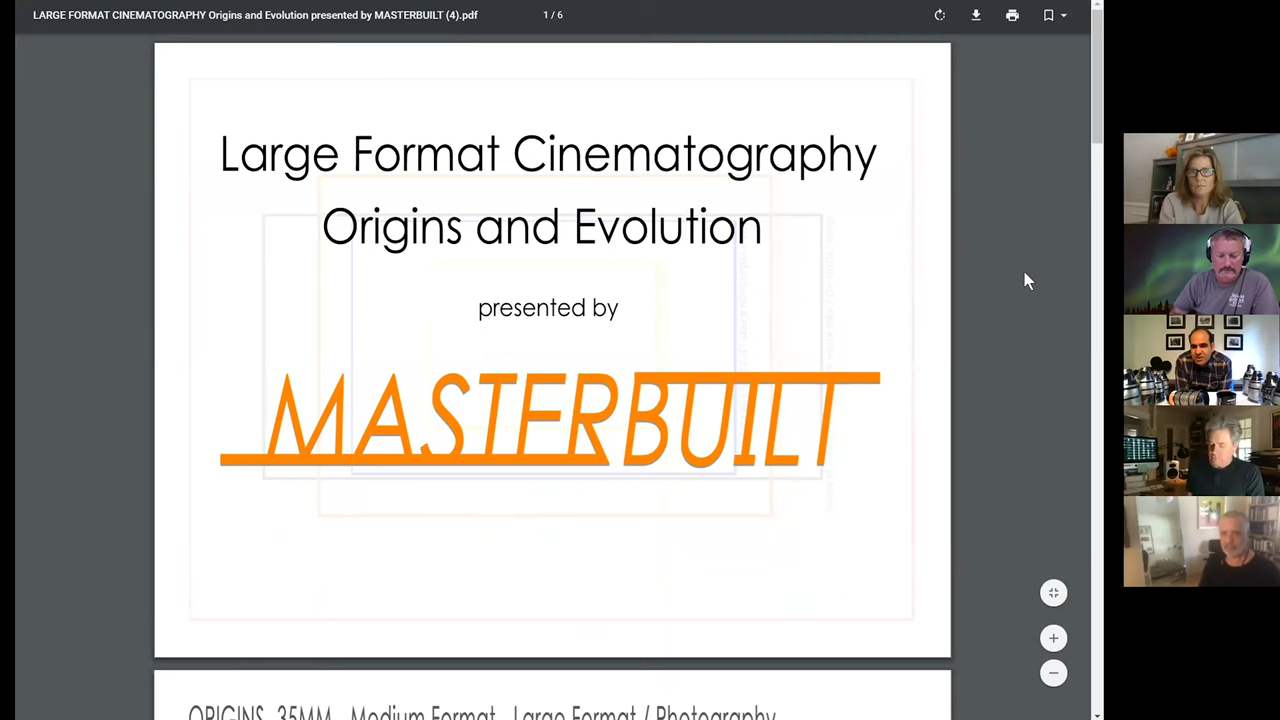 LARGE FORMAT CINEMATOGRAPHY Origins and Evolution presented by MASTERBUILT (4).pdf
1 / 6
Large Format Cinematography
Origins and Evolution
presented by
MASTERBUILT
ORIGINS 35MM Medium Format Large Format / Photography